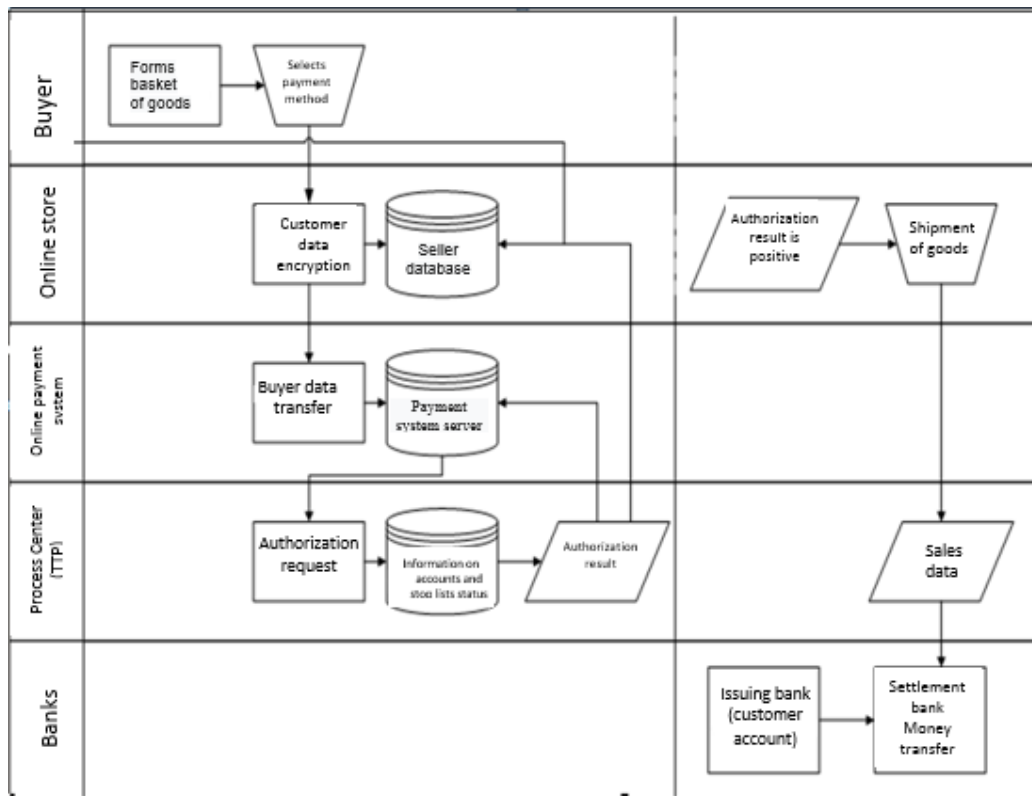 Buyer
Forms
basket
of goods
Selects
payment
method
Online store
Customer
data
encryption
Seller
database
Authorization
result is
positive
Shipment
of goods
Online payment
system
Buyer data
transfer
Payment
system server
Process Center
(TTP)
Authorization
request
Information on
accounts and
stop lists status
Authorization
result
Sales
data
Banks
Issuing bank
(customer
account)
Settlement
bank
Money
transfer